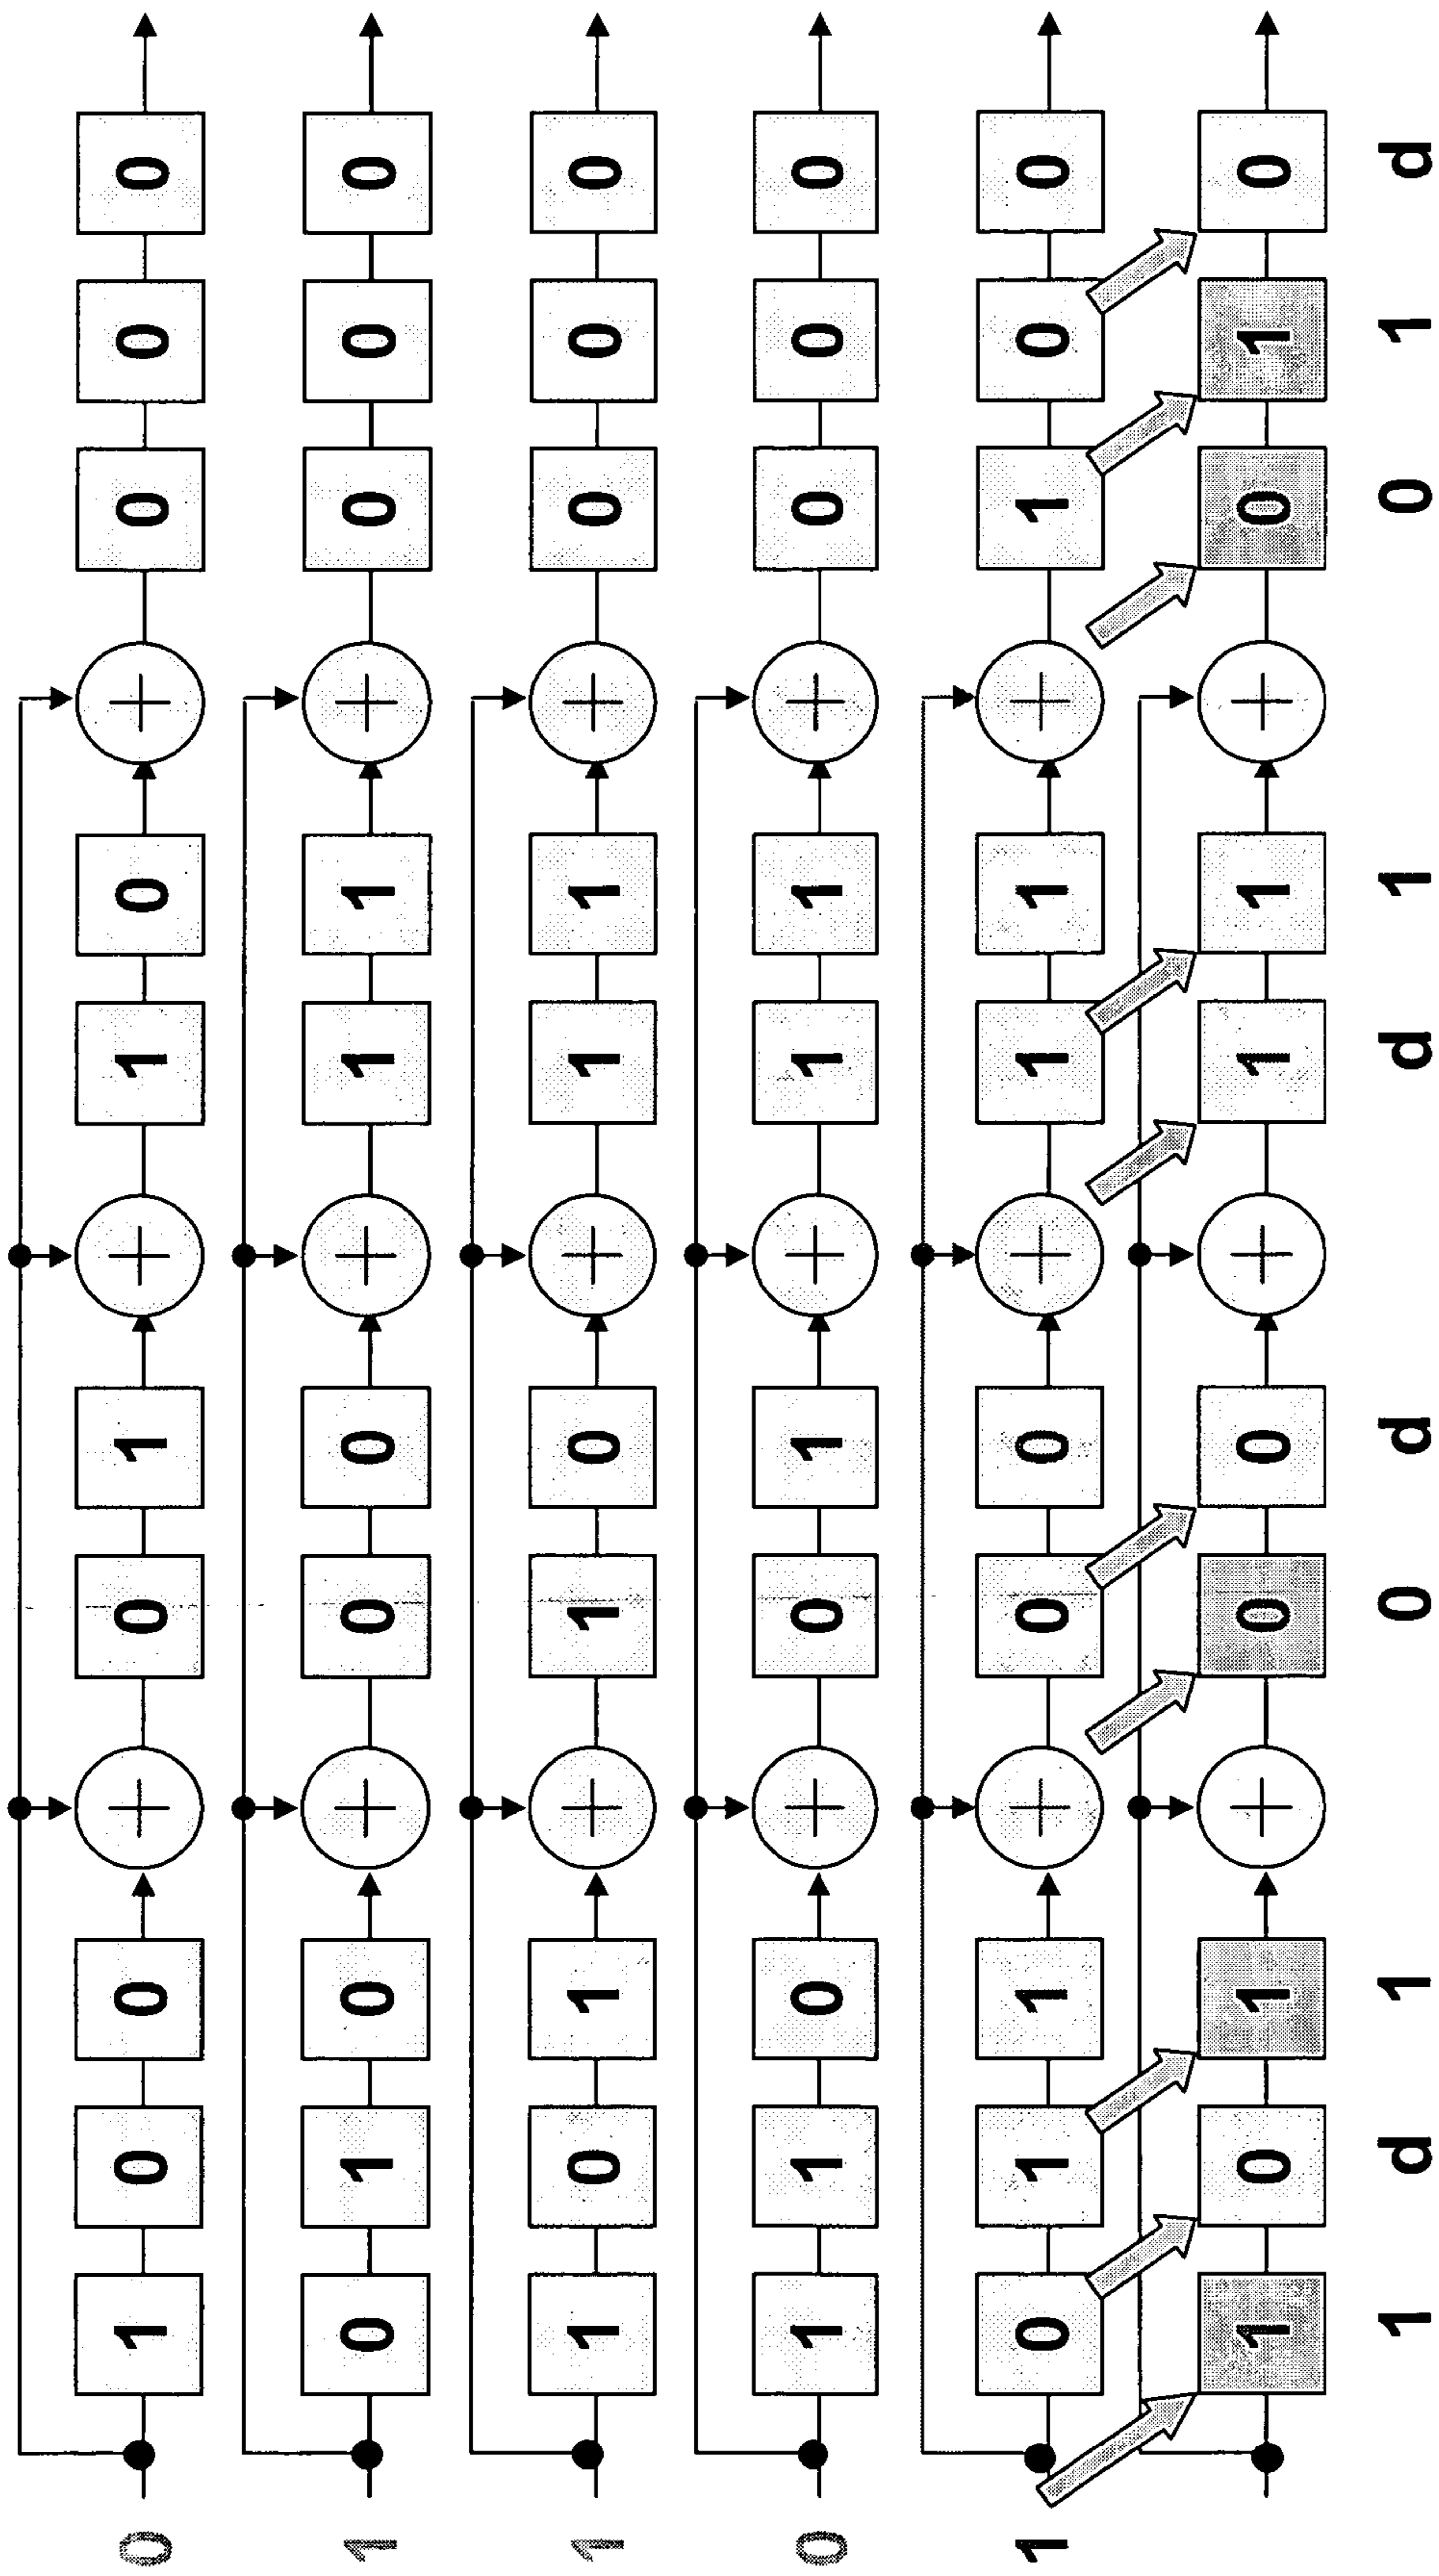 0 1 0 0 0 1 1 0 0 0 0
1 0 1 0 0 0 1 1 0 0 0
1 1 0 1 1 0 1 1 0 0 0
0 1 1 0 0 1 1 1 0 0 0
1 0 1 1 0 0 1 1 1 0 0
1 0 1 0 0 1 1 0 1 0
1 d 1 0 d d 1 0 1 d